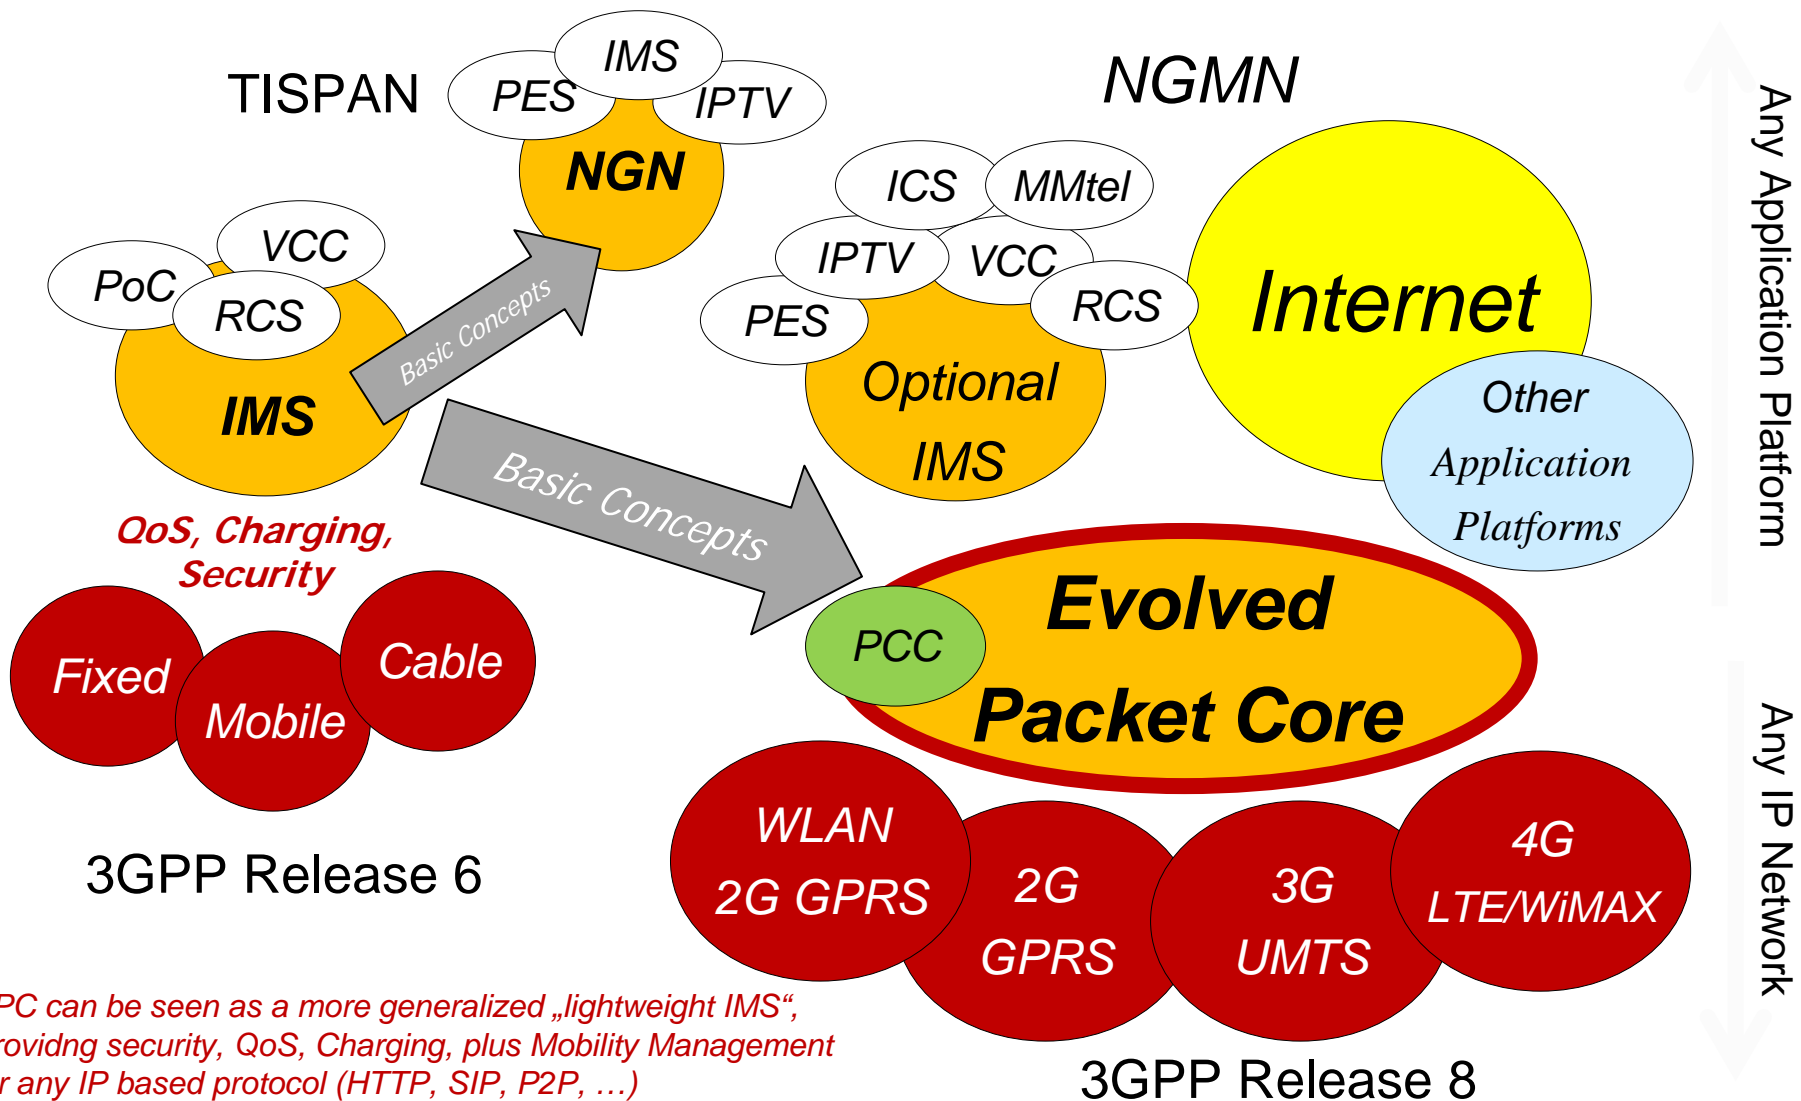 TISPAN
PES
IMS
IPTV
NGN
NGMN
ICS
MMtel
IPTV
VCC
PES
RCS
Optional
IMS
Internet
Other
Application
Platforms
Any Application Platform
PoC
VCC
RCS
IMS
Basic Concepts
Basic Concepts
QoS, Charging,
Security
Fixed
Mobile
Cable
3GPP Release 6
PCC
Evolved
Packet Core
WLAN
2G GPRS
2G
GPRS
3G
UMTS
4G
LTE/WiMAX
Any IP Network
3GPP Release 8
PC can be seen as a more generalized „lightweight IMS“,
rovidng security, QoS, Charging, plus Mobility Management
r any IP based protocol (HTTP, SIP, P2P, …)